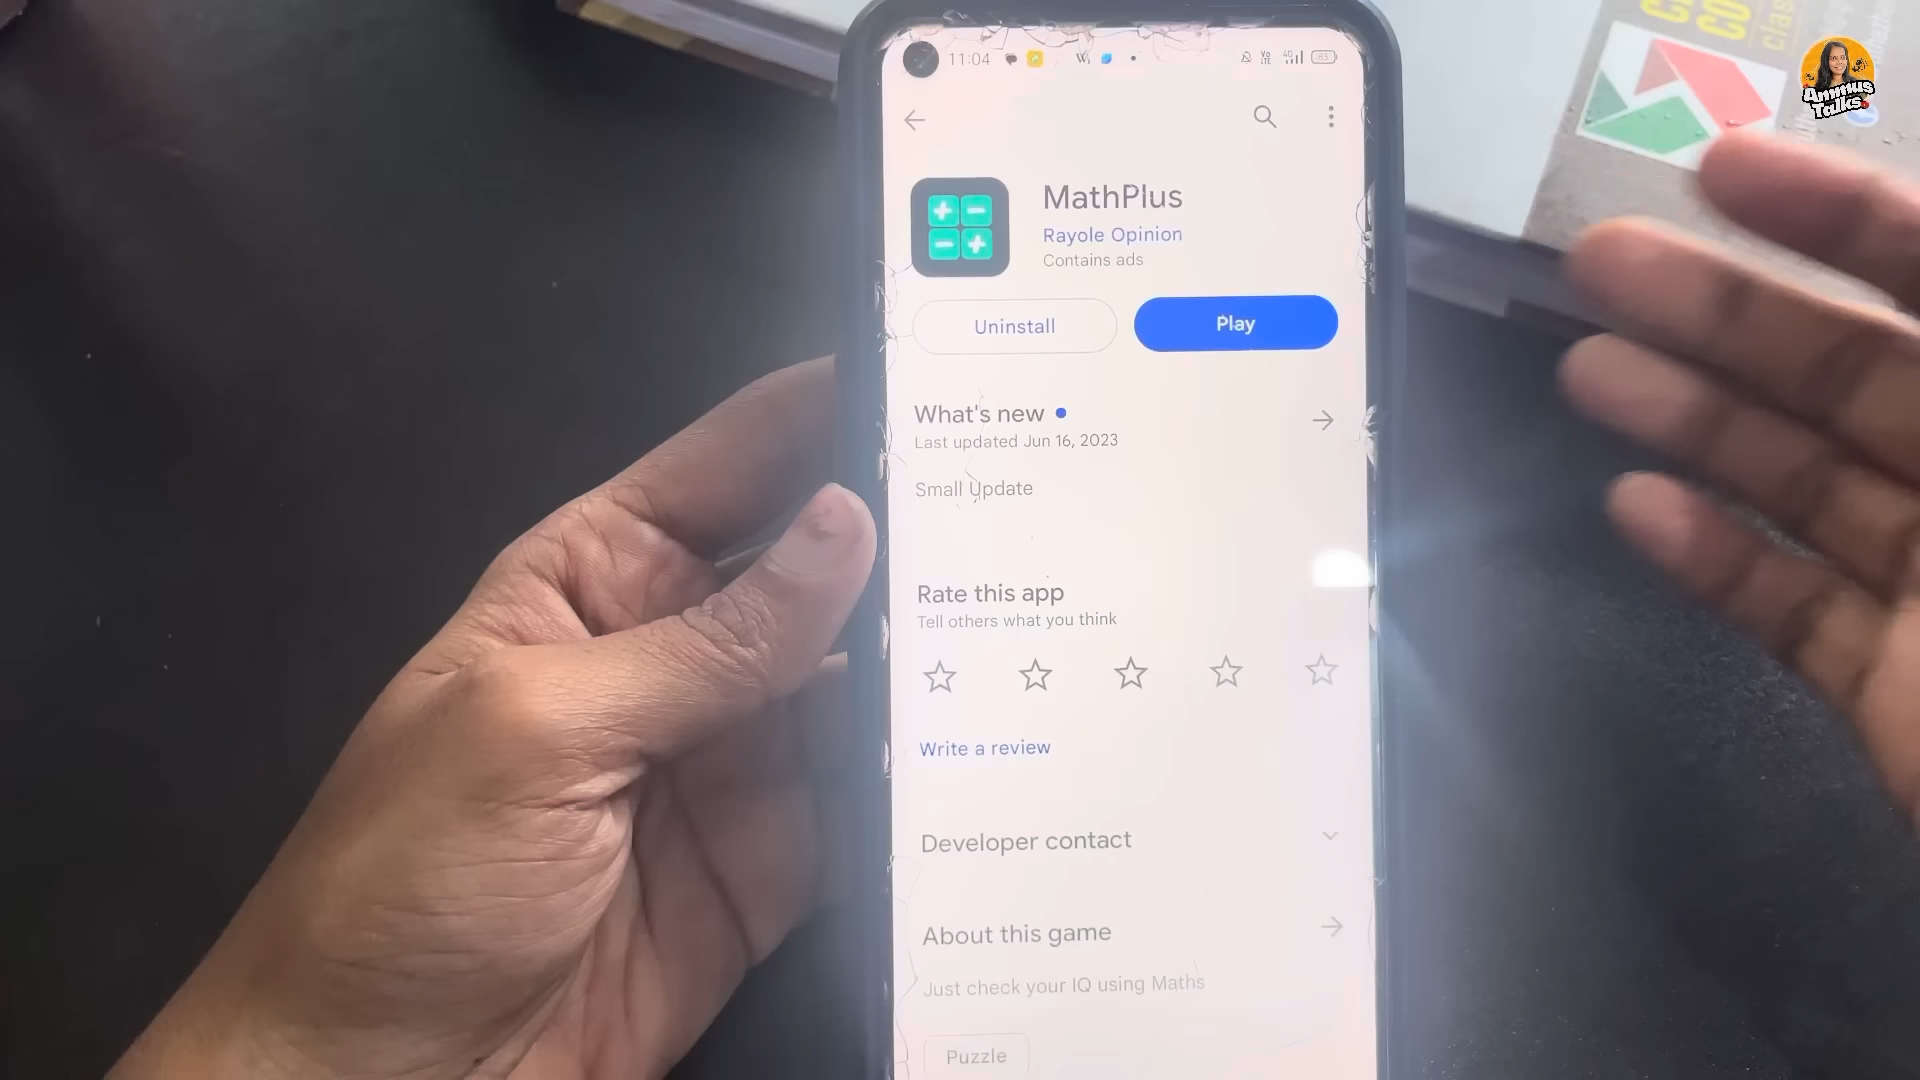 11:04
83
MathPlus
Rayole Opinion
Contains ads
Uninstall
Play
What's new
Last updated Jun 16, 2023
Small Update
Rate this app
Tell others what you think
Write a review
Developer contact
About this game
Just check your IQ using Maths
Puzzle
Ammus
Talks